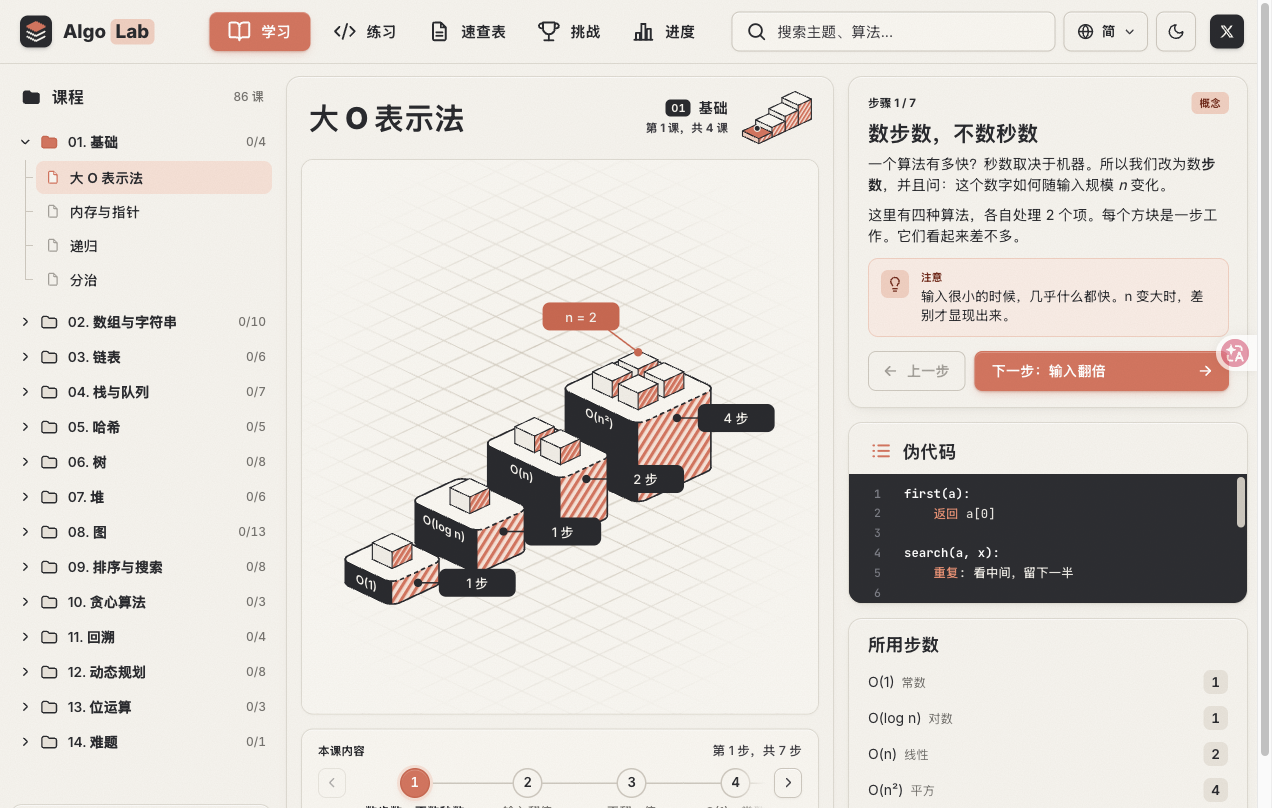 Algo Lab
学习
练习
速查表
挑战
进度
搜索主题、算法...
简
课程
86 课
01. 基础
0/4
大 O 表示法
内存与指针
递归
分治
02. 数组与字符串
0/10
03. 链表
0/6
04. 栈与队列
0/7
05. 哈希
0/5
06. 树
0/8
07. 堆
0/6
08. 图
0/13
09. 排序与搜索
0/8
10. 贪心算法
0/3
11. 回溯
0/4
12. 动态规划
0/8
13. 位运算
0/3
14. 难题
0/1
大 O 表示法
01 基础
第 1 课，共 4 课
n = 2
O(n²)
4 步
O(n)
2 步
O(log n)
1 步
O(1)
1 步
本课内容
第 1 步，共 7 步
1
2
3
4
步骤 1 / 7
概念
数步数，不数秒数
一个算法有多快？秒数取决于机器。所以我们改为数步
数，并且问：这个数字如何随输入规模 n 变化。
这里有四种算法，各自处理 2 个项。每个方块是一步工
作。它们看起来差不多。
注意
输入很小的时候，几乎什么都快。n 变大时，差
别才显现出来。
上一步
下一步：输入翻倍
伪代码
1 first(a):
2 返回 a[0]
3
4 search(a, x):
5 重复: 看中间, 留下一半
6
所用步数
O(1) 常数
1
O(log n) 对数
1
O(n) 线性
2
O(n²) 平方
4